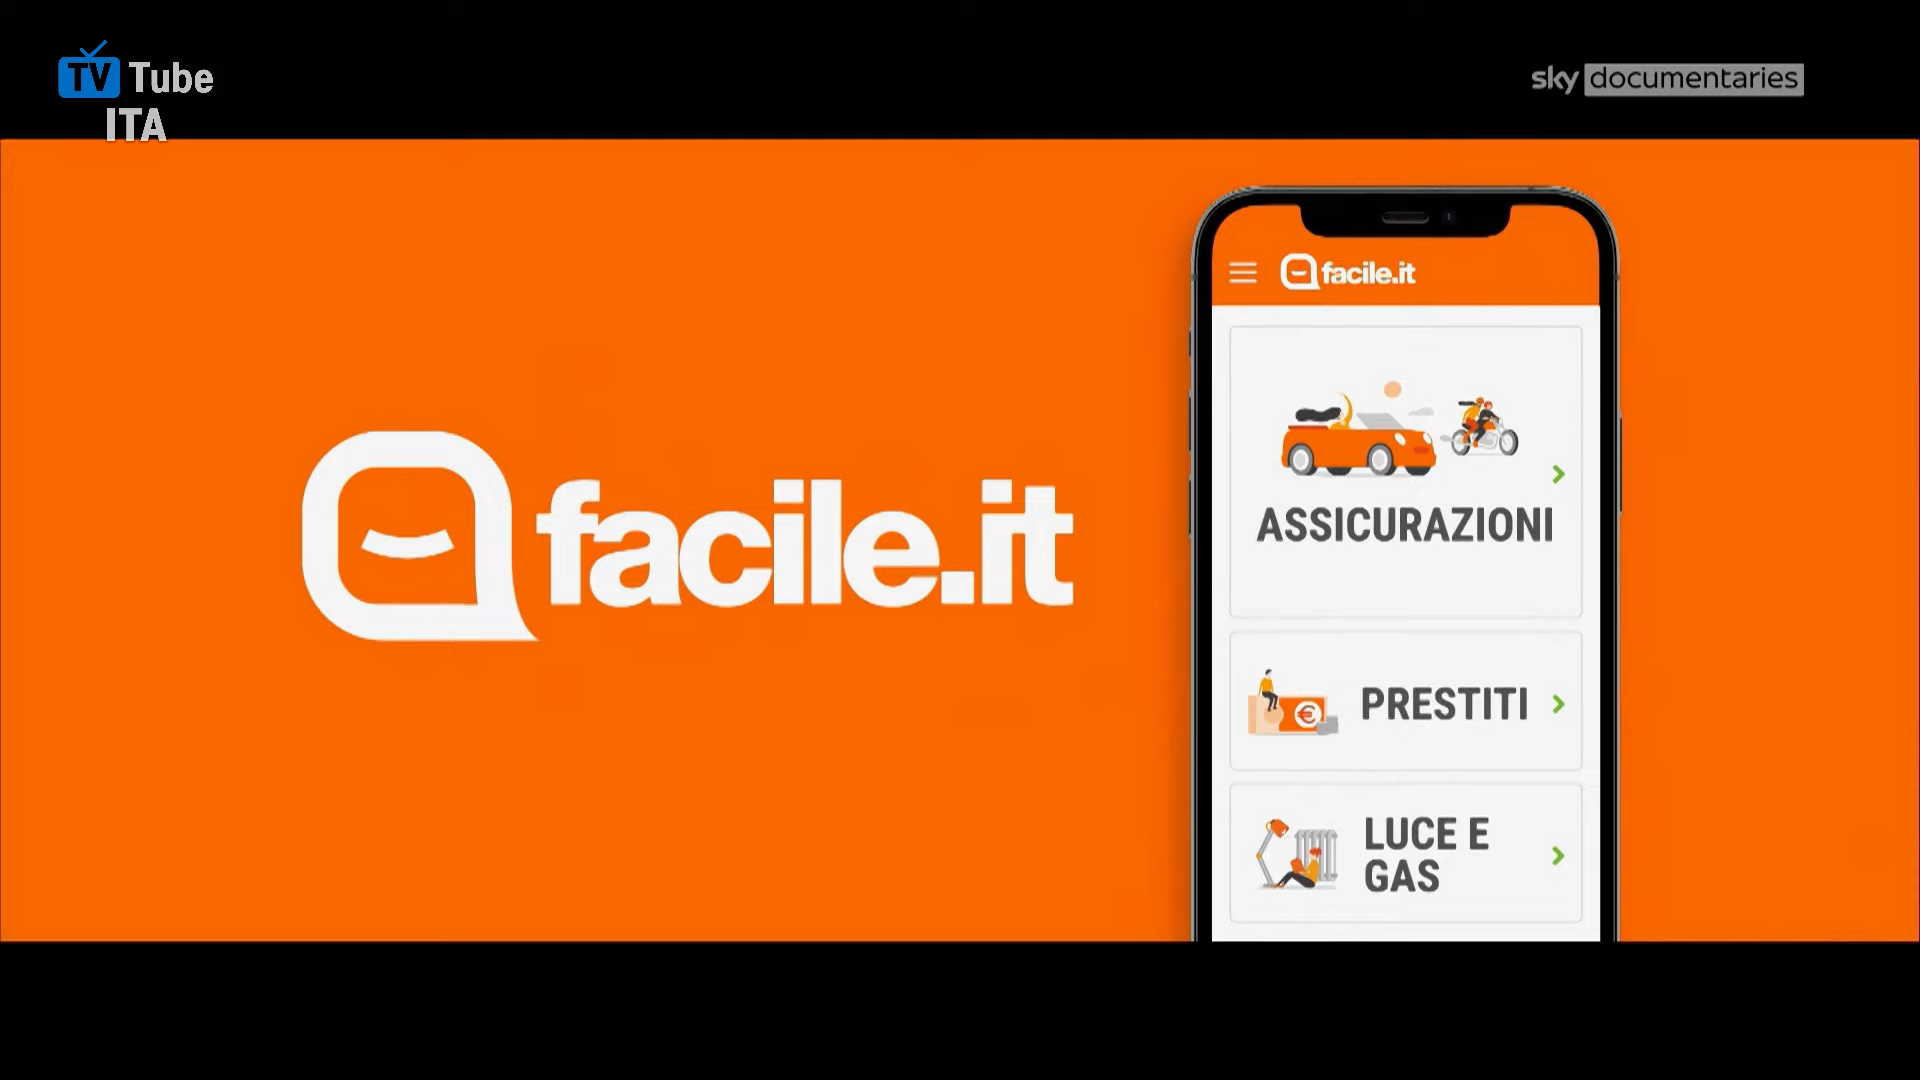 TV Tube
ITA
sky documentaries
facile.it
facile.it
ASSICURAZIONI
€
PRESTITI
LUCE E
GAS